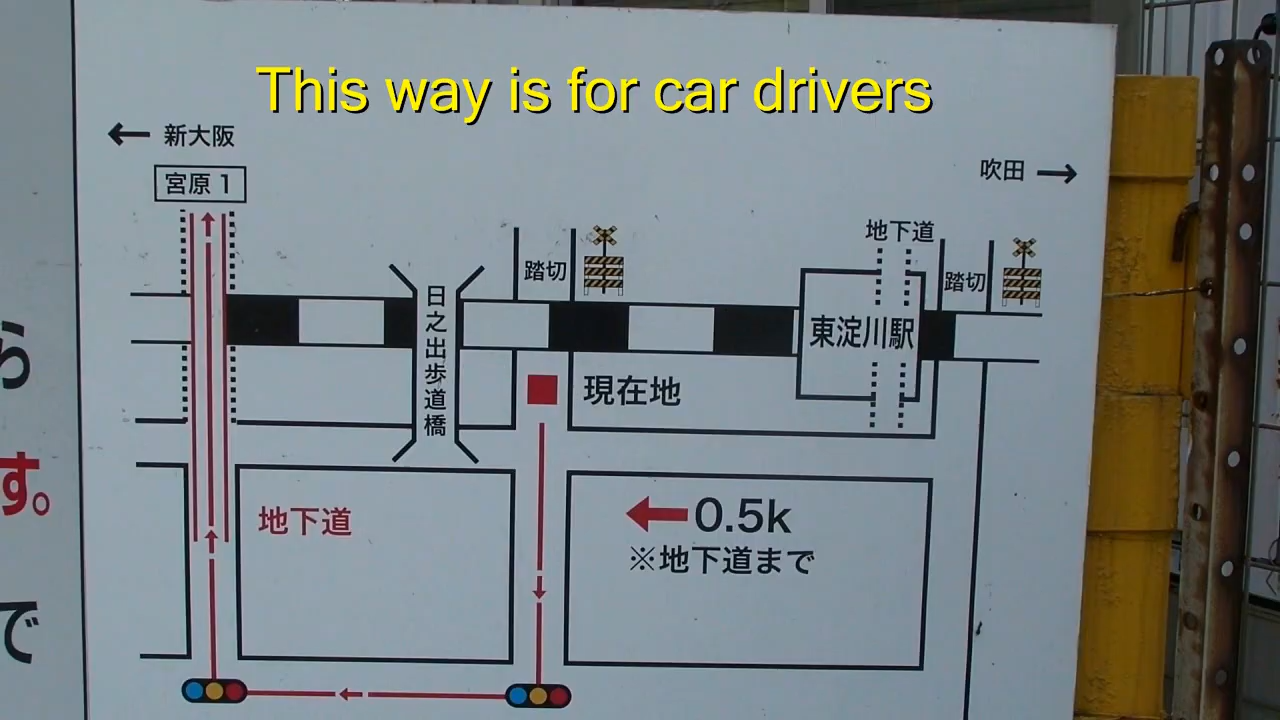 This way is for car drivers
← 新大阪
吹田 →
宮原1
地下道
踏切
踏切
日之出歩道橋
東淀川駅
現在地
地下道
←0.5k
※地下道まで
ら
す。
で